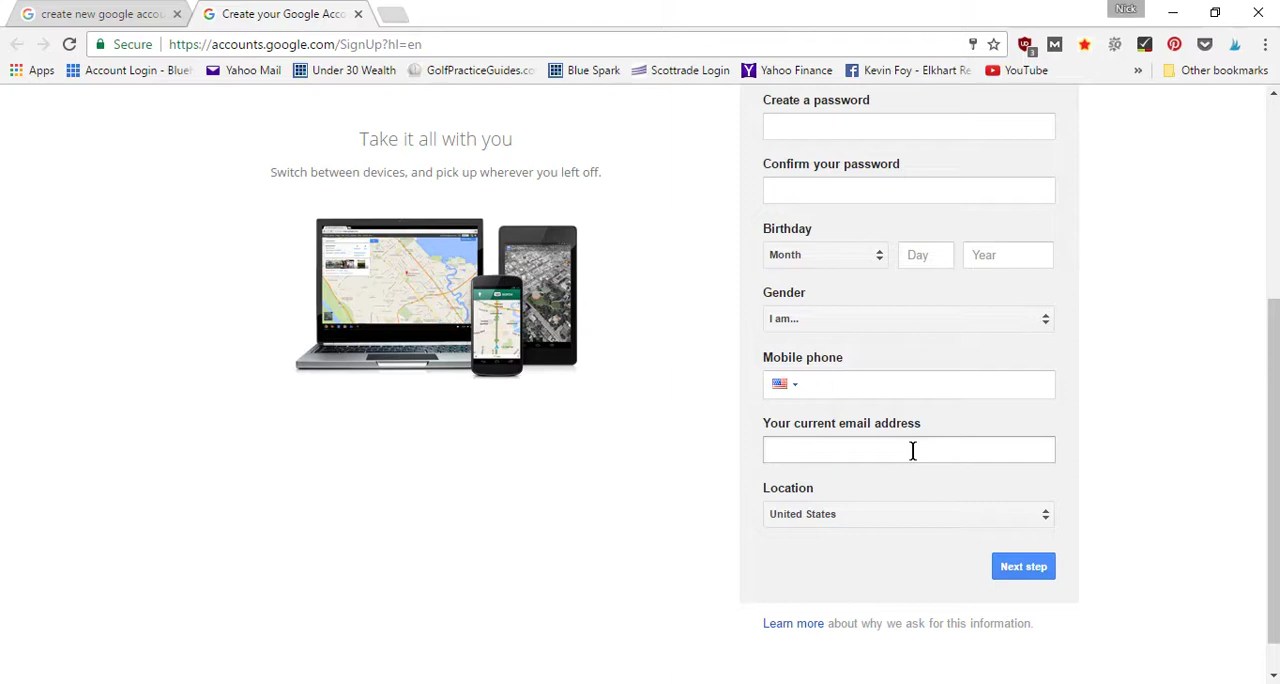 create new google accou
Create your Google Acco
Nick
Secure
https://accounts.google.com/SignUp?hl=en
3
Apps
Account Login - Blueh
Yahoo Mail
Under 30 Wealth
GolfPracticeGuides.co
Blue Spark
Scottrade Login
Yahoo Finance
Kevin Foy - Elkhart Re
YouTube
»
Other bookmarks
Take it all with you
Switch between devices, and pick up wherever you left off.
Create a password
Confirm your password
Birthday
Month
Day
Year
Gender
I am...
Mobile phone
Your current email address
Location
United States
Next step
Learn more about why we ask for this information.